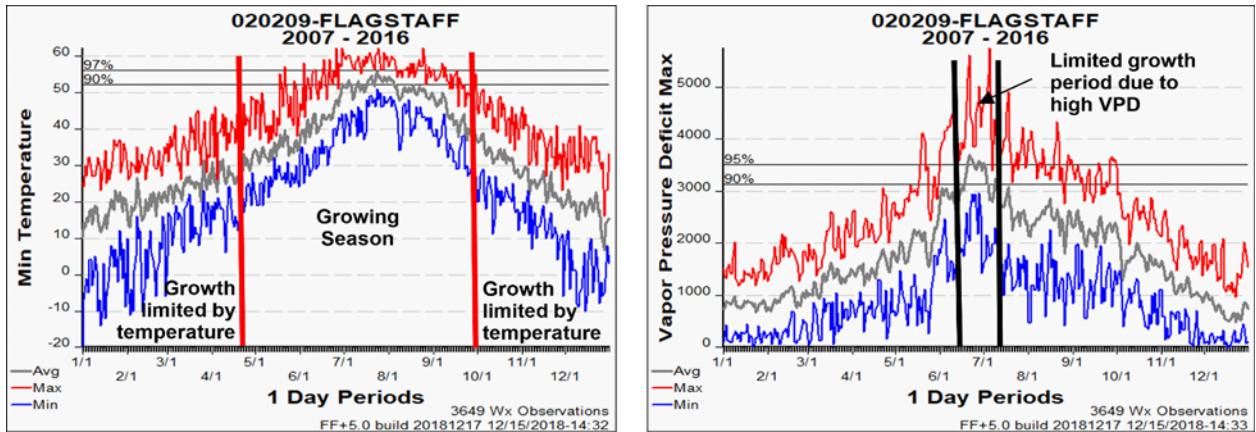 020209-FLAGSTAFF
2007 - 2016
Min Temperature
60
50
40
30
20
10
0
-10
-20
97%
90%
Growing
Season
Growth
limited by
temperature
Growth
limited by
temperature
1/1
3/1
5/1
7/1
9/1
11/1
2/1
4/1
6/1
8/1
10/1
12/1
Avg
Max
Min
1 Day Periods
3649 Wx Observations
FF+5.0 build 20181217 12/15/2018-14:32
020209-FLAGSTAFF
2007 - 2016
Vapor Pressure Deficit Max
5000
4000
3000
2000
1000
0
95%
90%
Limited growth
period due to
high VPD
1/1
3/1
5/1
7/1
9/1
11/1
2/1
4/1
6/1
8/1
10/1
12/1
Avg
Max
Min
1 Day Periods
3649 Wx Observations
FF+5.0 build 20181217 12/15/2018-14:33